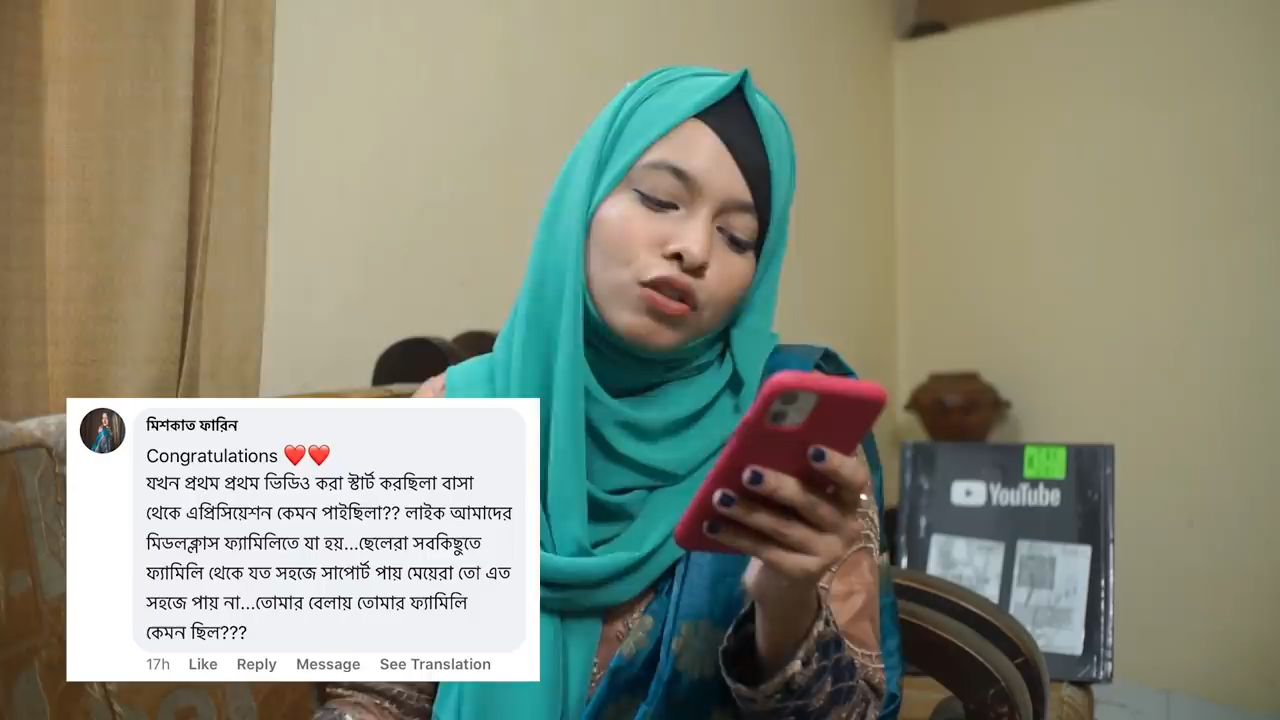 মিশকাত ফারিন
Congratulations ❤️❤️
যখন প্রথম প্রথম ভিডিও করা স্টার্ট করছিলা বাসা
থেকে এপ্রিসিয়েশন কেমন পাইছিলা?? লাইক আমাদের
মিডলক্লাস ফ্যামিলিতে যা হয়...ছেলেরা সবকিছুতে
ফ্যামিলি থেকে যত সহজে সাপোর্ট পায় মেয়েরা তো এত
সহজে পায় না...তোমার বেলায় তোমার ফ্যামিলি
কেমন ছিল???
17h Like Reply Message See Translation
YouTube